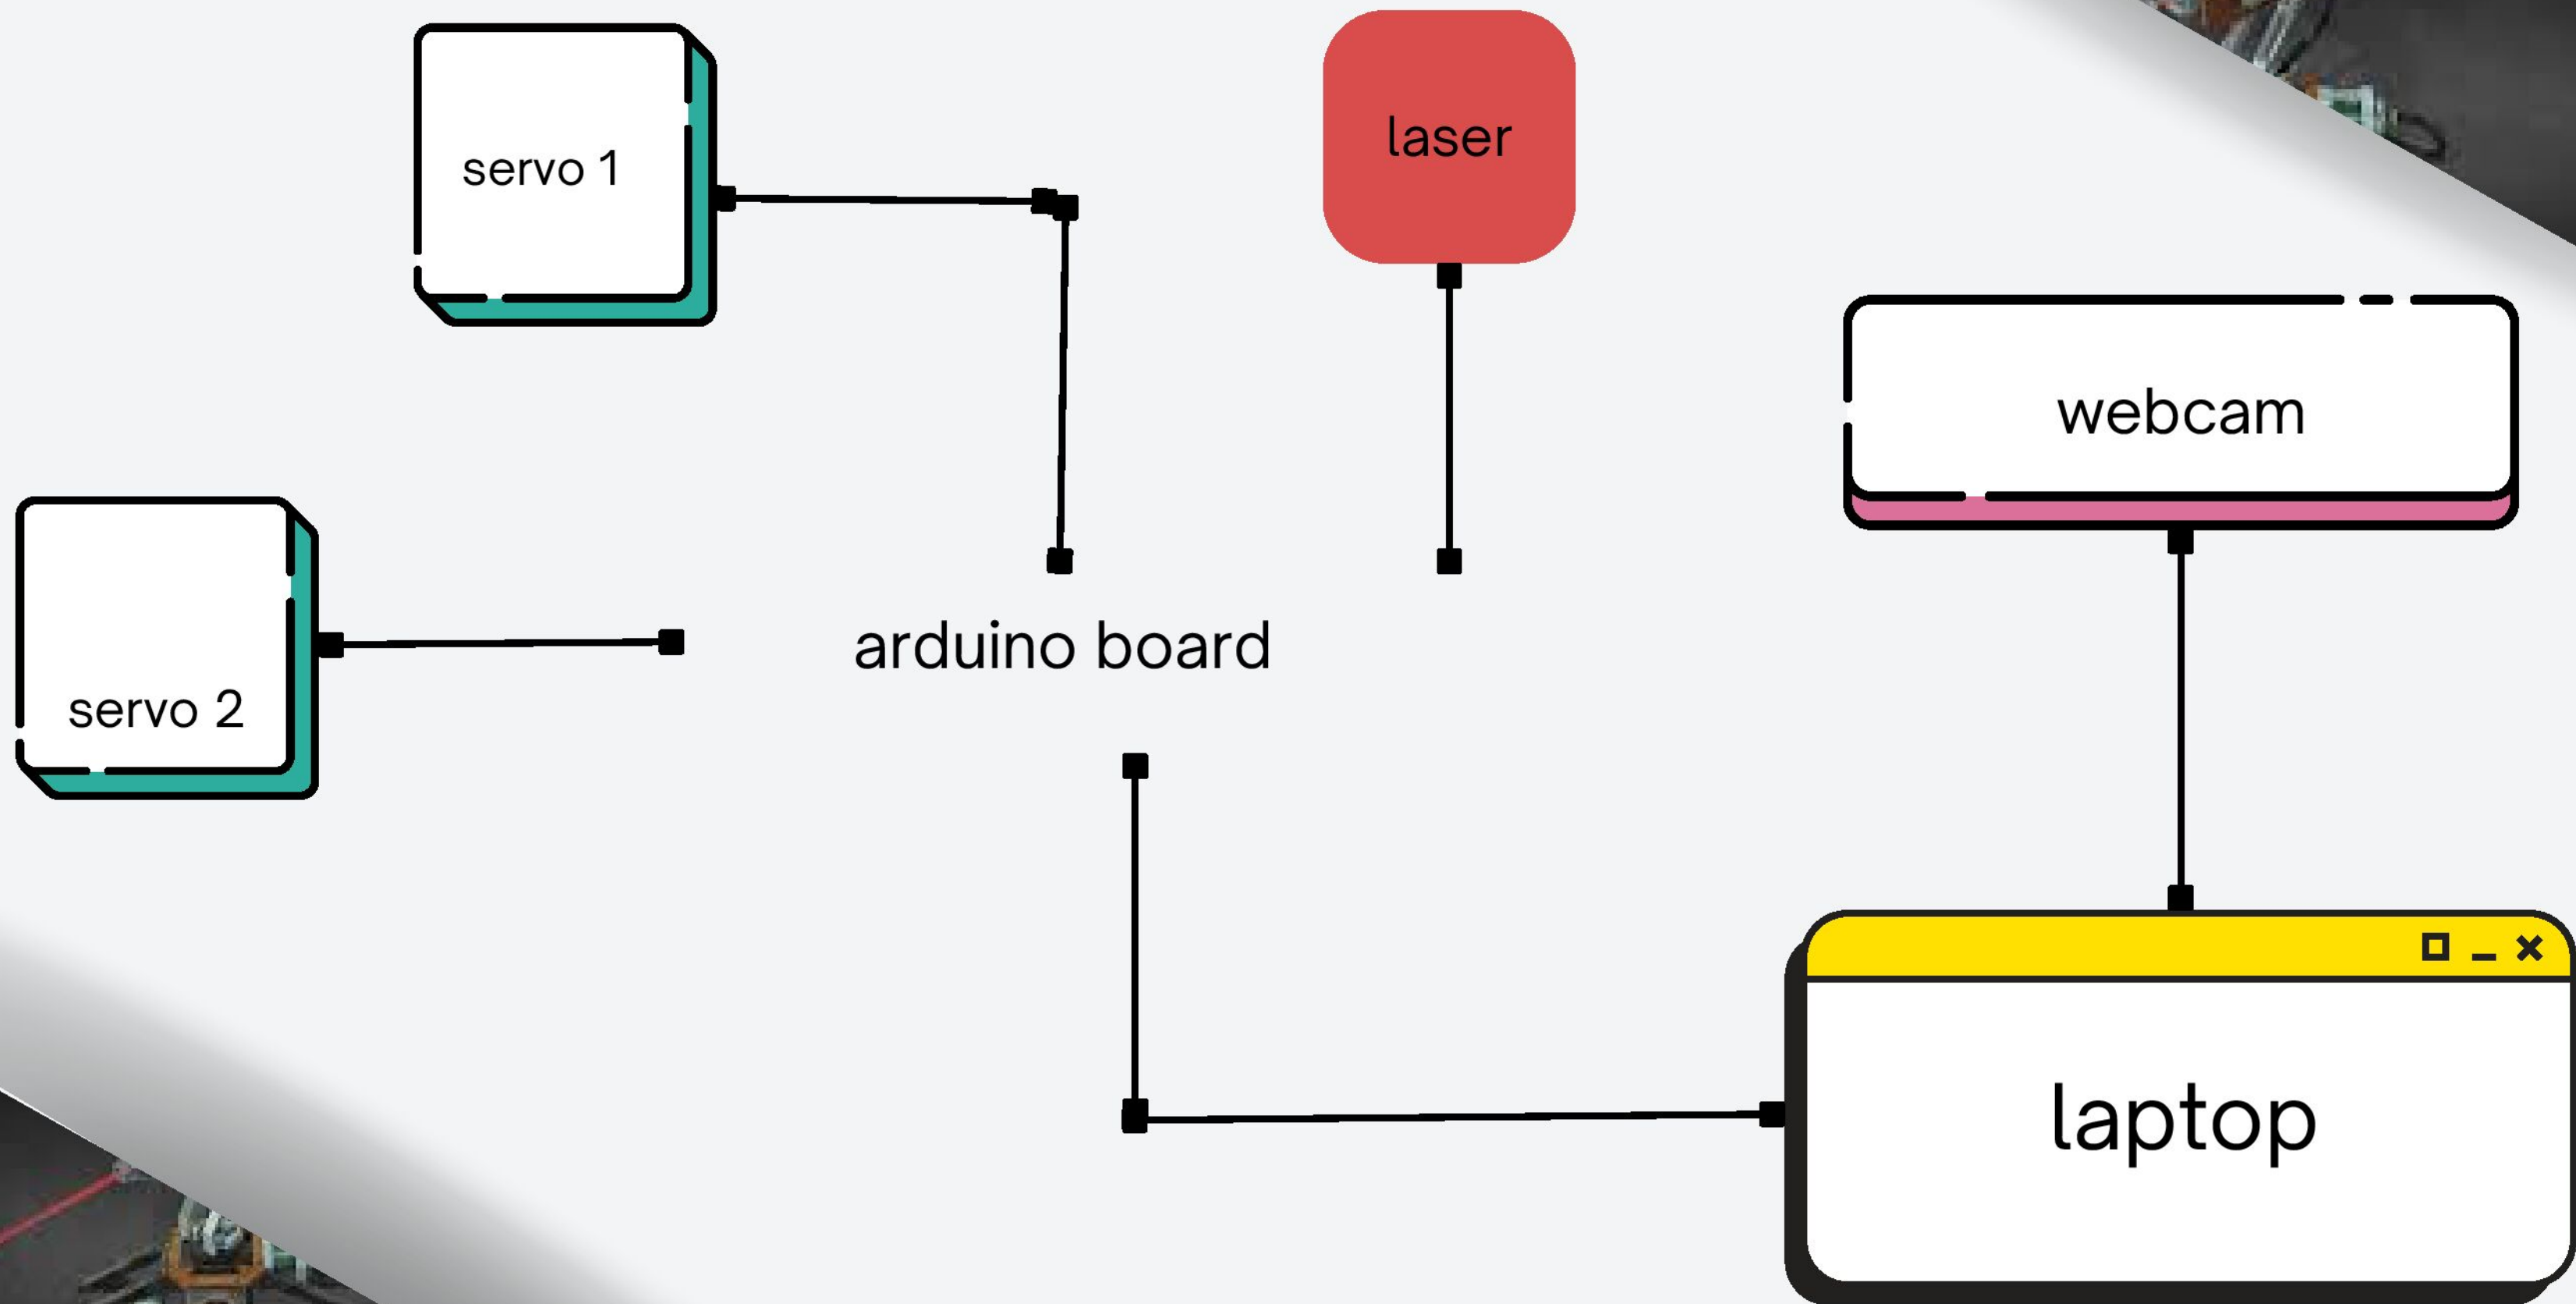 servo 1
laser
webcam
servo 2
arduino board
laptop